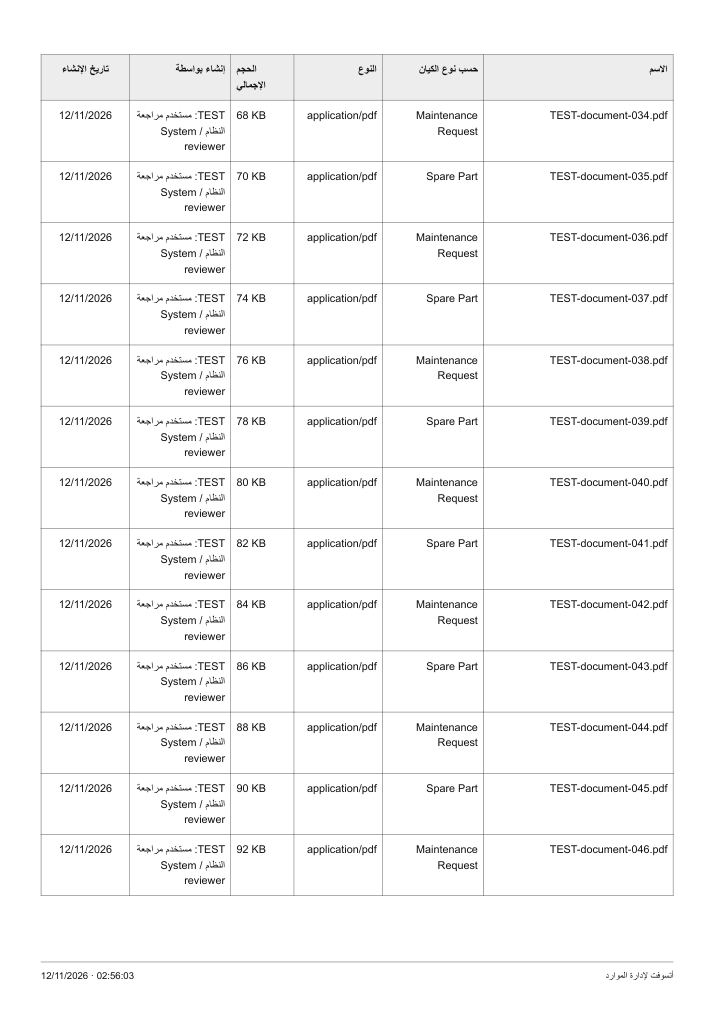 الاسم حسب نوع الكيان النوع الحجم الإجمالي إنشاء بواسطة تاريخ الإنشاء
TEST-document-034.pdf Maintenance Request application/pdf 68 KB TEST: مستخدم مراجعة النظام / System reviewer 12/11/2026
TEST-document-035.pdf Spare Part application/pdf 70 KB TEST: مستخدم مراجعة النظام / System reviewer 12/11/2026
TEST-document-036.pdf Maintenance Request application/pdf 72 KB TEST: مستخدم مراجعة النظام / System reviewer 12/11/2026
TEST-document-037.pdf Spare Part application/pdf 74 KB TEST: مستخدم مراجعة النظام / System reviewer 12/11/2026
TEST-document-038.pdf Maintenance Request application/pdf 76 KB TEST: مستخدم مراجعة النظام / System reviewer 12/11/2026
TEST-document-039.pdf Spare Part application/pdf 78 KB TEST: مستخدم مراجعة النظام / System reviewer 12/11/2026
TEST-document-040.pdf Maintenance Request application/pdf 80 KB TEST: مستخدم مراجعة النظام / System reviewer 12/11/2026
TEST-document-041.pdf Spare Part application/pdf 82 KB TEST: مستخدم مراجعة النظام / System reviewer 12/11/2026
TEST-document-042.pdf Maintenance Request application/pdf 84 KB TEST: مستخدم مراجعة النظام / System reviewer 12/11/2026
TEST-document-043.pdf Spare Part application/pdf 86 KB TEST: مستخدم مراجعة النظام / System reviewer 12/11/2026
TEST-document-044.pdf Maintenance Request application/pdf 88 KB TEST: مستخدم مراجعة النظام / System reviewer 12/11/2026
TEST-document-045.pdf Spare Part application/pdf 90 KB TEST: مستخدم مراجعة النظام / System reviewer 12/11/2026
TEST-document-046.pdf Maintenance Request application/pdf 92 KB TEST: مستخدم مراجعة النظام / System reviewer 12/11/2026
أتسوفت لإدارة الموارد 12/11/2026 · 02:56:03